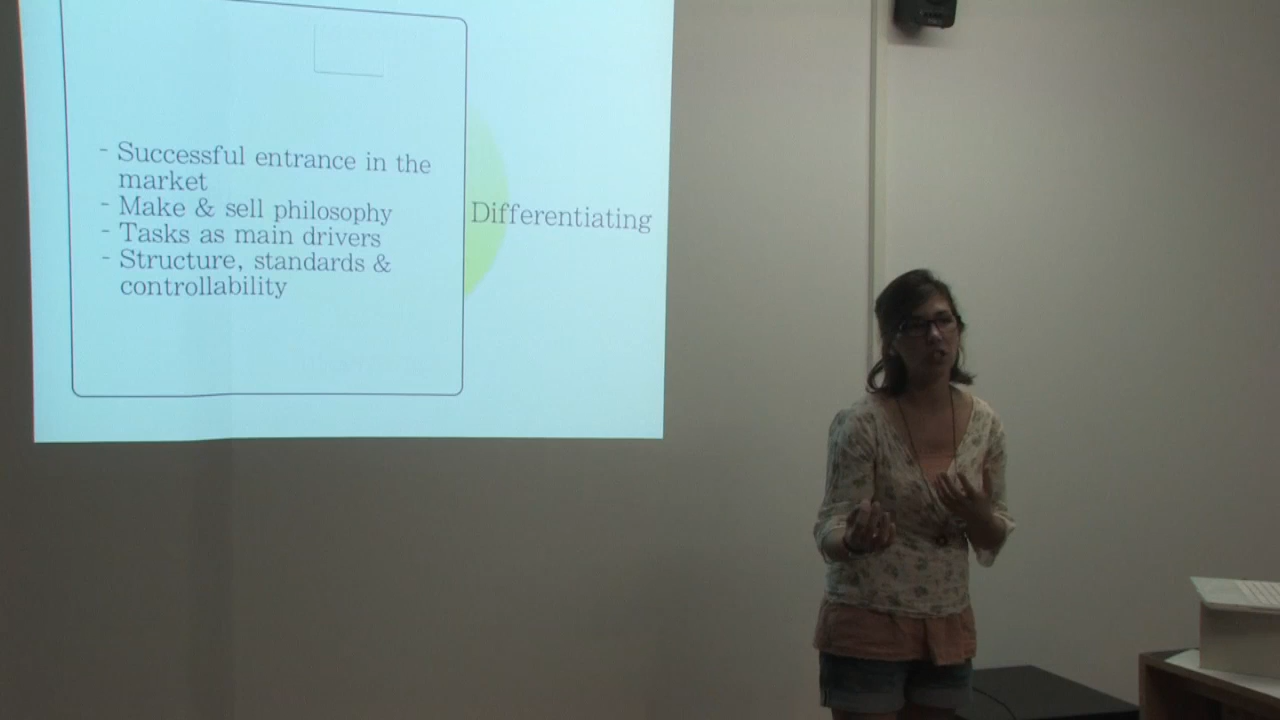 - Successful entrance in the
market
- Make & sell philosophy
- Tasks as main drivers
- Structure, standards &
controllability
Differentiating